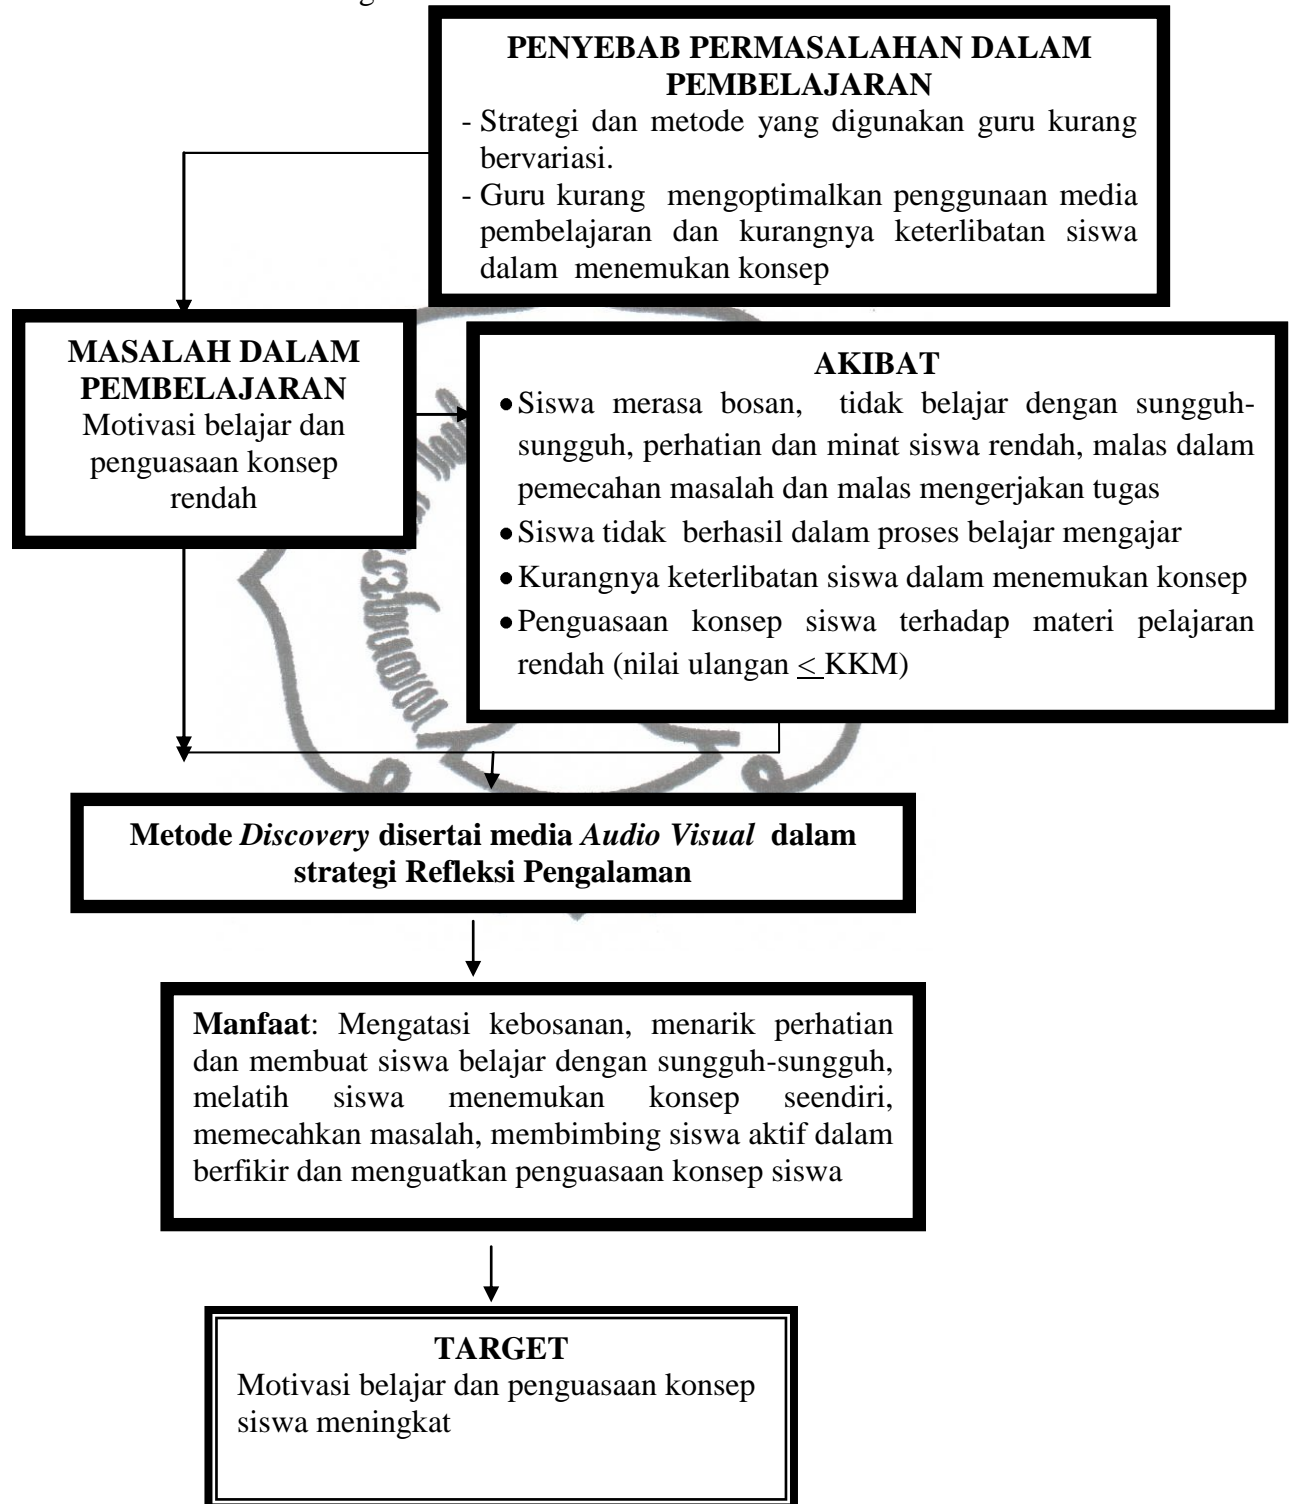 PENYEBAB PERMASALAHAN DALAM
PEMBELAJARAN
- Strategi dan metode yang digunakan guru kurang
bervariasi.
- Guru kurang mengoptimalkan penggunaan media
pembelajaran dan kurangnya keterlibatan siswa
dalam menemukan konsep
MASALAH DALAM
PEMBELAJARAN
Motivasi belajar dan
penguasaan konsep
rendah
AKIBAT
• Siswa merasa bosan, tidak belajar dengan sungguh-
sungguh, perhatian dan minat siswa rendah, malas dalam
pemecahan masalah dan malas mengerjakan tugas
• Siswa tidak berhasil dalam proses belajar mengajar
• Kurangnya keterlibatan siswa dalam menemukan konsep
• Penguasaan konsep siswa terhadap materi pelajaran
rendah (nilai ulangan < KKM)
Metode Discovery disertai media Audio Visual dalam
strategi Refleksi Pengalaman
Manfaat: Mengatasi kebosanan, menarik perhatian
dan membuat siswa belajar dengan sungguh-sungguh,
melatih siswa menemukan konsep seendiri,
memecahkan masalah, membimbing siswa aktif dalam
berfikir dan menguatkan penguasaan konsep siswa
TARGET
Motivasi belajar dan penguasaan konsep
siswa meningkat